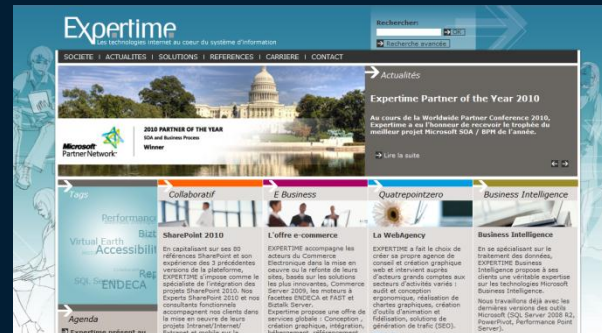 Expertime
Les technologies internet au coeur du système d'information
Rechercher:
OK
Recherche avancée
SOCIETE | ACTUALITES | SOLUTIONS | REFERENCES | CARRIERE | CONTACT
Microsoft
Partner Network
2010 PARTNER OF THE YEAR
SOA and Business Process
Winner
Actualités
Expertime Partner of the Year 2010
Au cours de la Worldwide Partner Conference 2010,
Expertime a eu l'honneur de recevoir le trophée du
meilleur projet Microsoft SOA / BPM de l'année.
Lire la suite
Tags
Virtual Earth
Accessibilit
ENDECA
Agenda
Collaboratif
SharePoint 2010
En capitalisant sur ses 80
références SharePoint et son
expérience des 3 précédentes
versions de la plateforme,
EXPERTIME s'impose comme le
spécialiste de l'intégration des
projets SharePoint 2010. Nos
Experts SharePoint 2010 et nos
consultants fonctionnels
accompagnent nos clients dans
la mise en oeuvre de leurs
projets Intranet/Internet/
E Business
L'offre e-commerce
EXPERTIME accompagne les
acteurs du Commerce
Electronique dans la mise en
oeuvre ou la refonte de leurs
sites, basés sur les solutions
les plus innovantes, Commerce
Server 2009, les moteurs à
facettes ENDECA et FAST et
Biztalk Server.
Expertime propose une offre de
services globale : Conception ,
création graphique, intégration,
Quatrepointzero
La WebAgency
EXPERTIME a fait le choix de
créer sa propre agence de
conseil et création graphique
web et intervient auprès
d'acteurs grands comptes aux
secteurs d'activités variés :
audit et conception
ergonomique, réalisation de
chartes graphiques, création
d'outils d'animation et
fidélisation, solutions de
génération de trafic (SEO).
Business Intelligence
Business Intelligence
En se spécialisant sur le
traitement des données,
EXPERTIME Business
Intelligence propose à ses
clients une véritable expertise
sur les technologies Microsoft
Business Intelligence.
Nous travaillons déjà avec les
dernières versions des outils
Microsoft (SQL Server 2008 R2,
PowerPivot, Performance Point
Server).